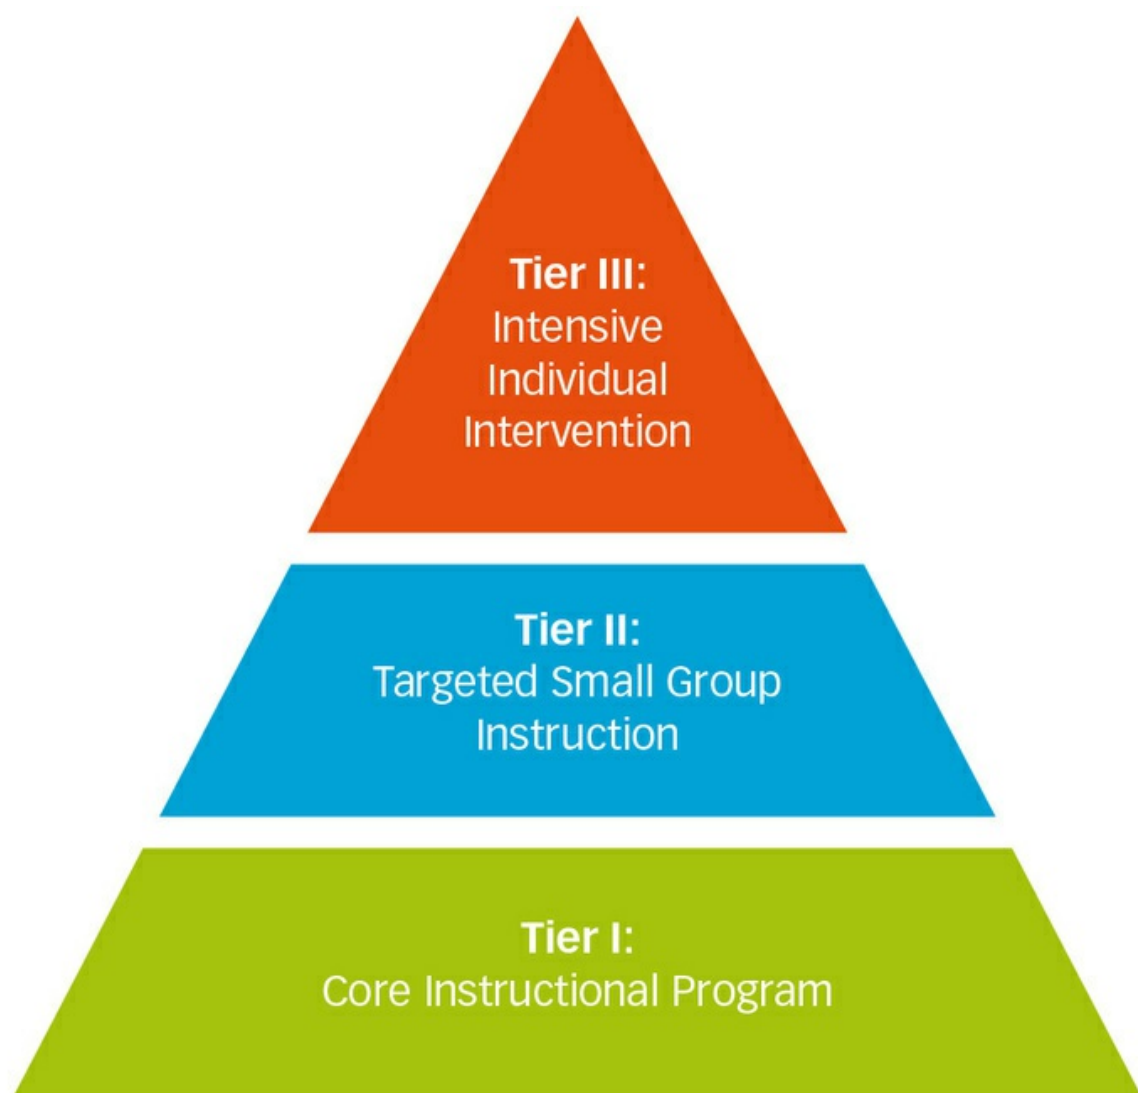 Tier III:
Intensive
Individual
Intervention
Tier II:
Targeted Small Group
Instruction
Tier I:
Core Instructional Program